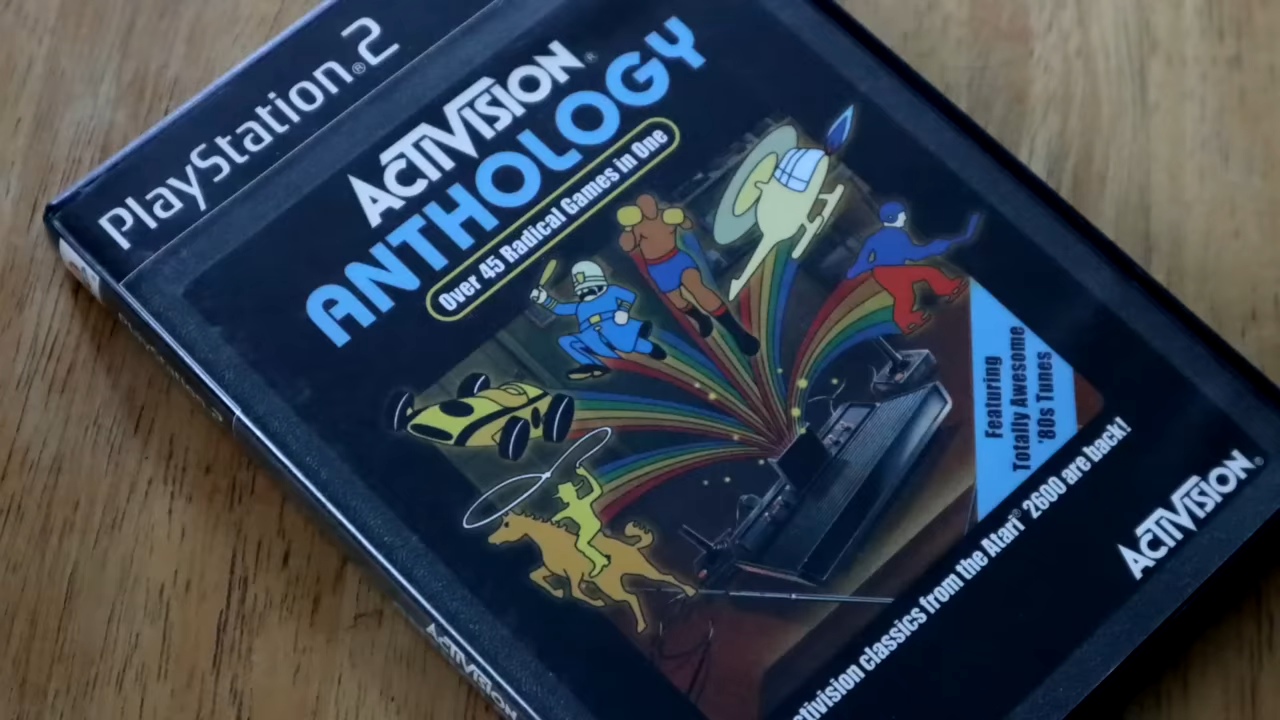 PlayStation®2
ACTIVISION®
ANTHOLOGY
Over 45 Radical Games in One
Featuring
Totally Awesome
'80s Tunes
classics from the Atari® 2600 are back!
ACTIVISION®
ACTIVISION